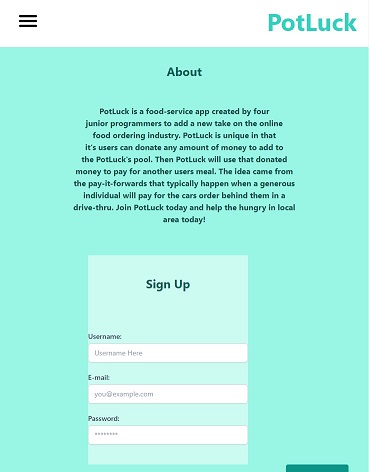 PotLuck
About
PotLuck is a food-service app created by four
junior programmers to add a new take on the online
food ordering industry. PotLuck is unique in that
it's users can donate any amount of money to add to
the PotLuck's pool. Then PotLuck will use that donated
money to pay for another users meal. The idea came from
the pay-it-forwards that typically happen when a generous
individual will pay for the cars order behind them in a
drive-thru. Join PotLuck today and help the hungry in local
area today!
Sign Up
Username:
Username Here
E-mail:
you@example.com
Password:
********